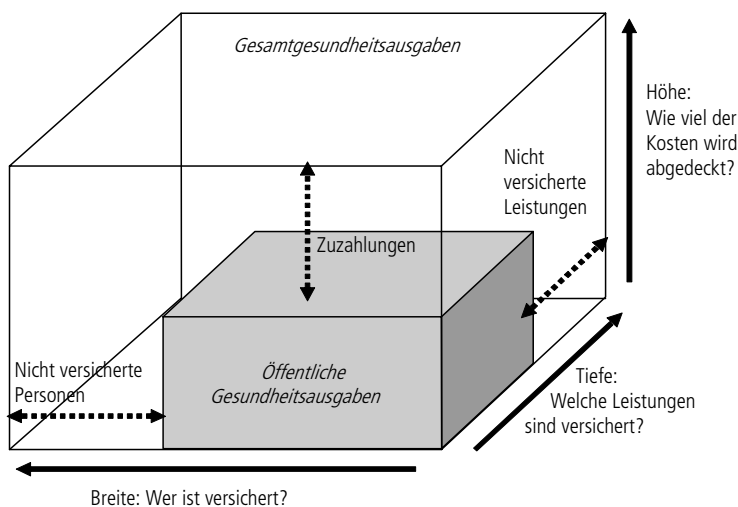 Gesamtgesundheitsausgaben
Höhe:
Wie viel der
Kosten wird
abgedeckt?
Nicht
versicherte
Leistungen
Zuzahlungen
Nicht versicherte
Personen
Öffentliche
Gesundheitsausgaben
Tiefe:
Welche Leistungen
sind versichert?
Breite: Wer ist versichert?